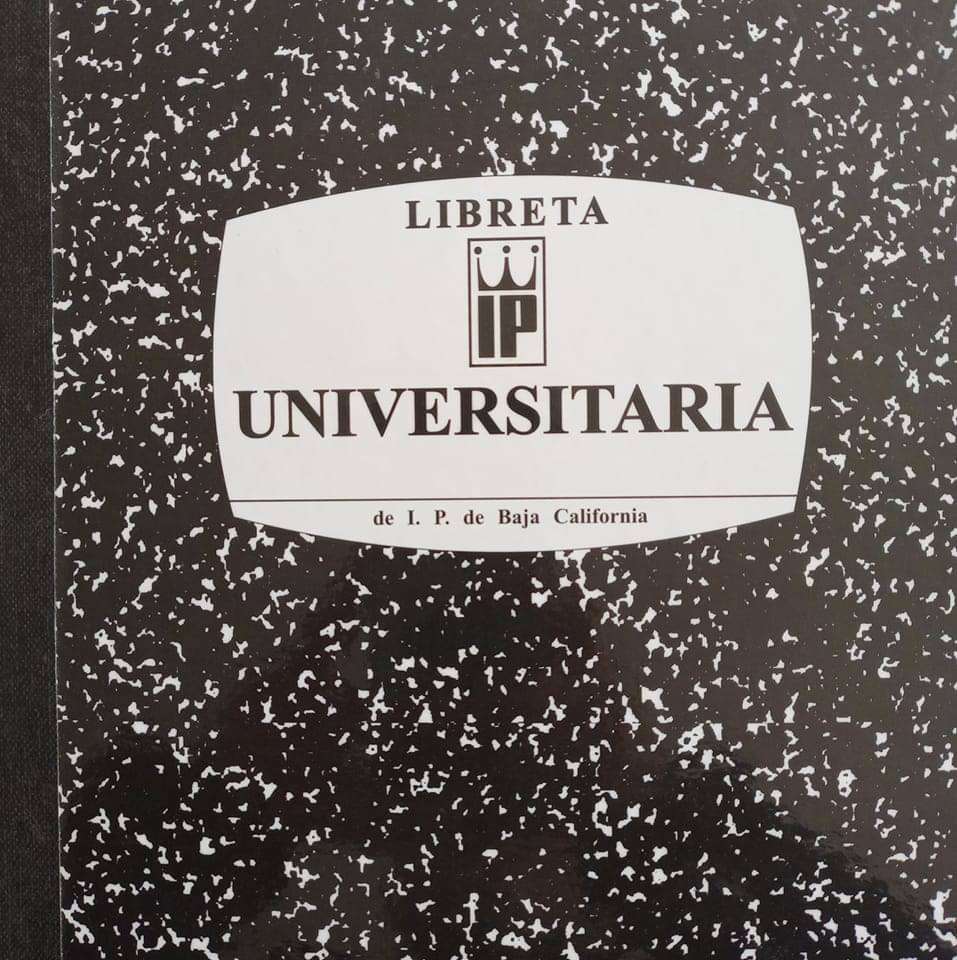 LIBRETA
IP
UNIVERSITARIA
de I. P. de Baja California